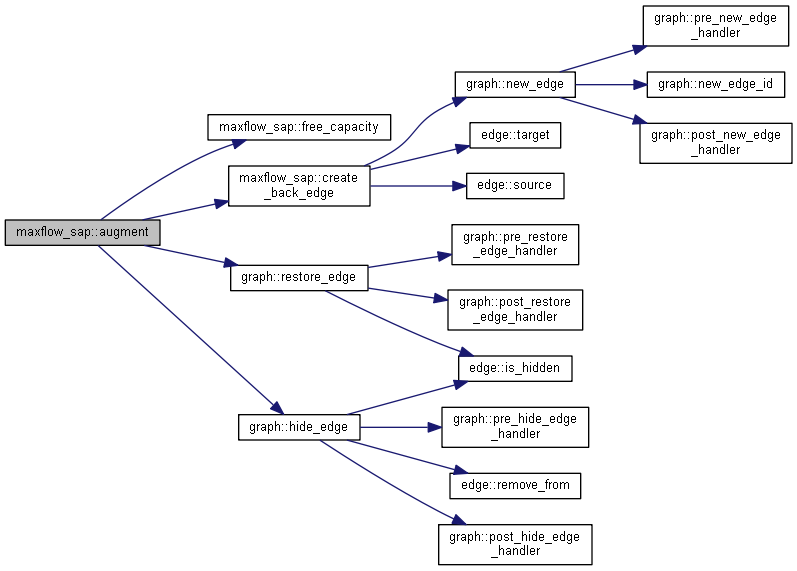 graph::pre_new_edge
_handler
graph::new_edge
graph::new_edge_id
maxflow_sap::free_capacity
edge::target
graph::post_new_edge
_handler
maxflow_sap::create
_back_edge
edge::source
maxflow_sap::augment
graph::pre_restore
_edge_handler
graph::restore_edge
graph::post_restore
_edge_handler
edge::is_hidden
graph::hide_edge
graph::pre_hide_edge
_handler
edge::remove_from
graph::post_hide_edge
_handler